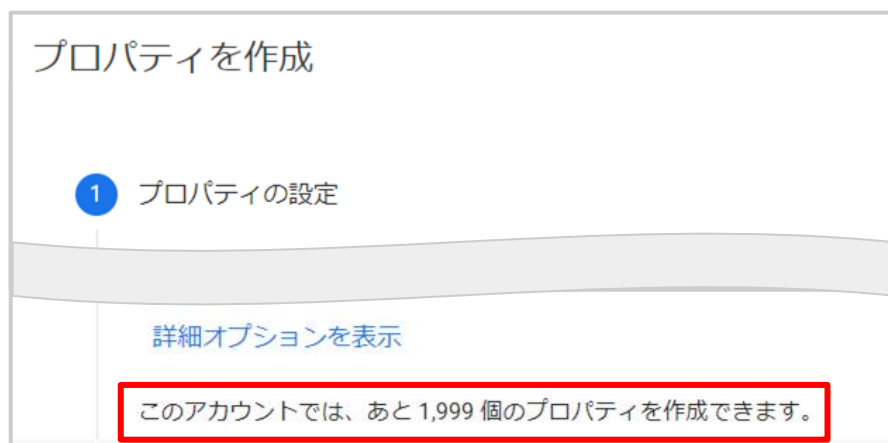 プロパティを作成
1 プロパティの設定
詳細オプションを表示
このアカウントでは、あと 1,999 個のプロパティを作成できます。